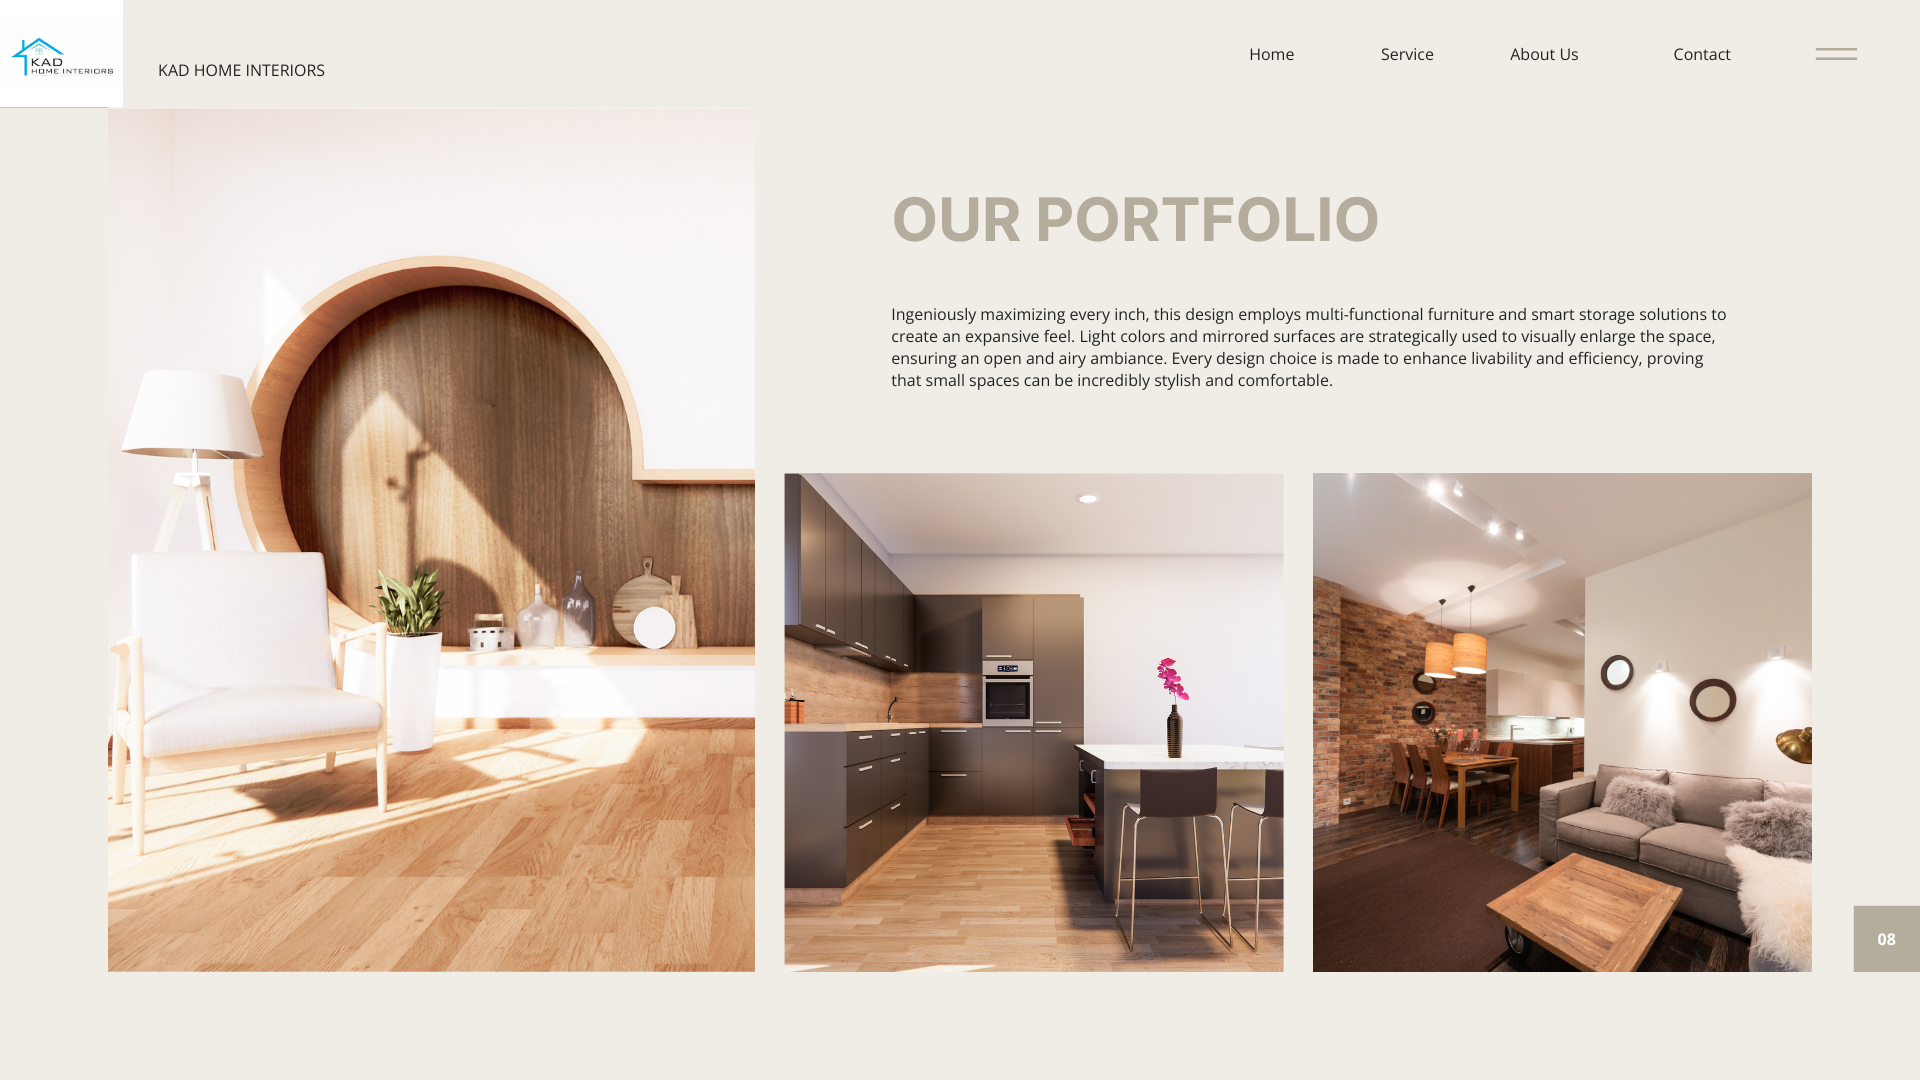 KAD
HOME INTERIORS
KAD HOME INTERIORS
Home
Service
About Us
Contact
OUR PORTFOLIO
Ingeniously maximizing every inch, this design employs multi-functional furniture and smart storage solutions to
create an expansive feel. Light colors and mirrored surfaces are strategically used to visually enlarge the space,
ensuring an open and airy ambiance. Every design choice is made to enhance livability and efficiency, proving
that small spaces can be incredibly stylish and comfortable.
08